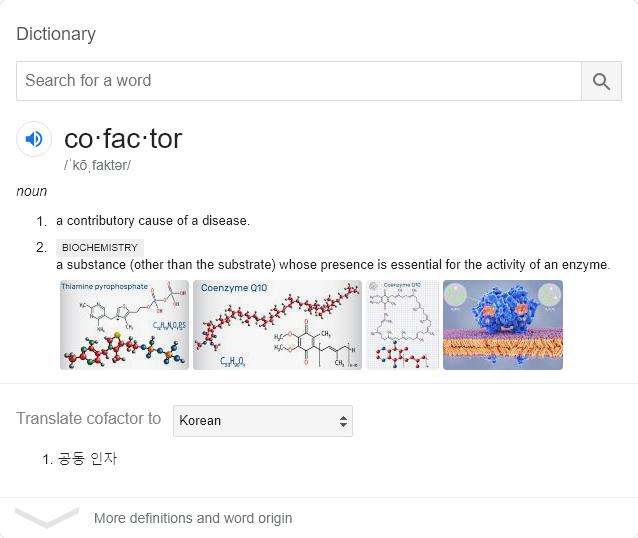 Dictionary
Search for a word
co·fac·tor
/ˈkōˌfaktər/
noun
1. a contributory cause of a disease.
2. BIOCHEMISTRY
a substance (other than the substrate) whose presence is essential for the activity of an enzyme.
Thiamine pyrophosphate
Coenzyme Q10
Coenzyme Q10
Translate cofactor to Korean
1. 공동 인자
More definitions and word origin